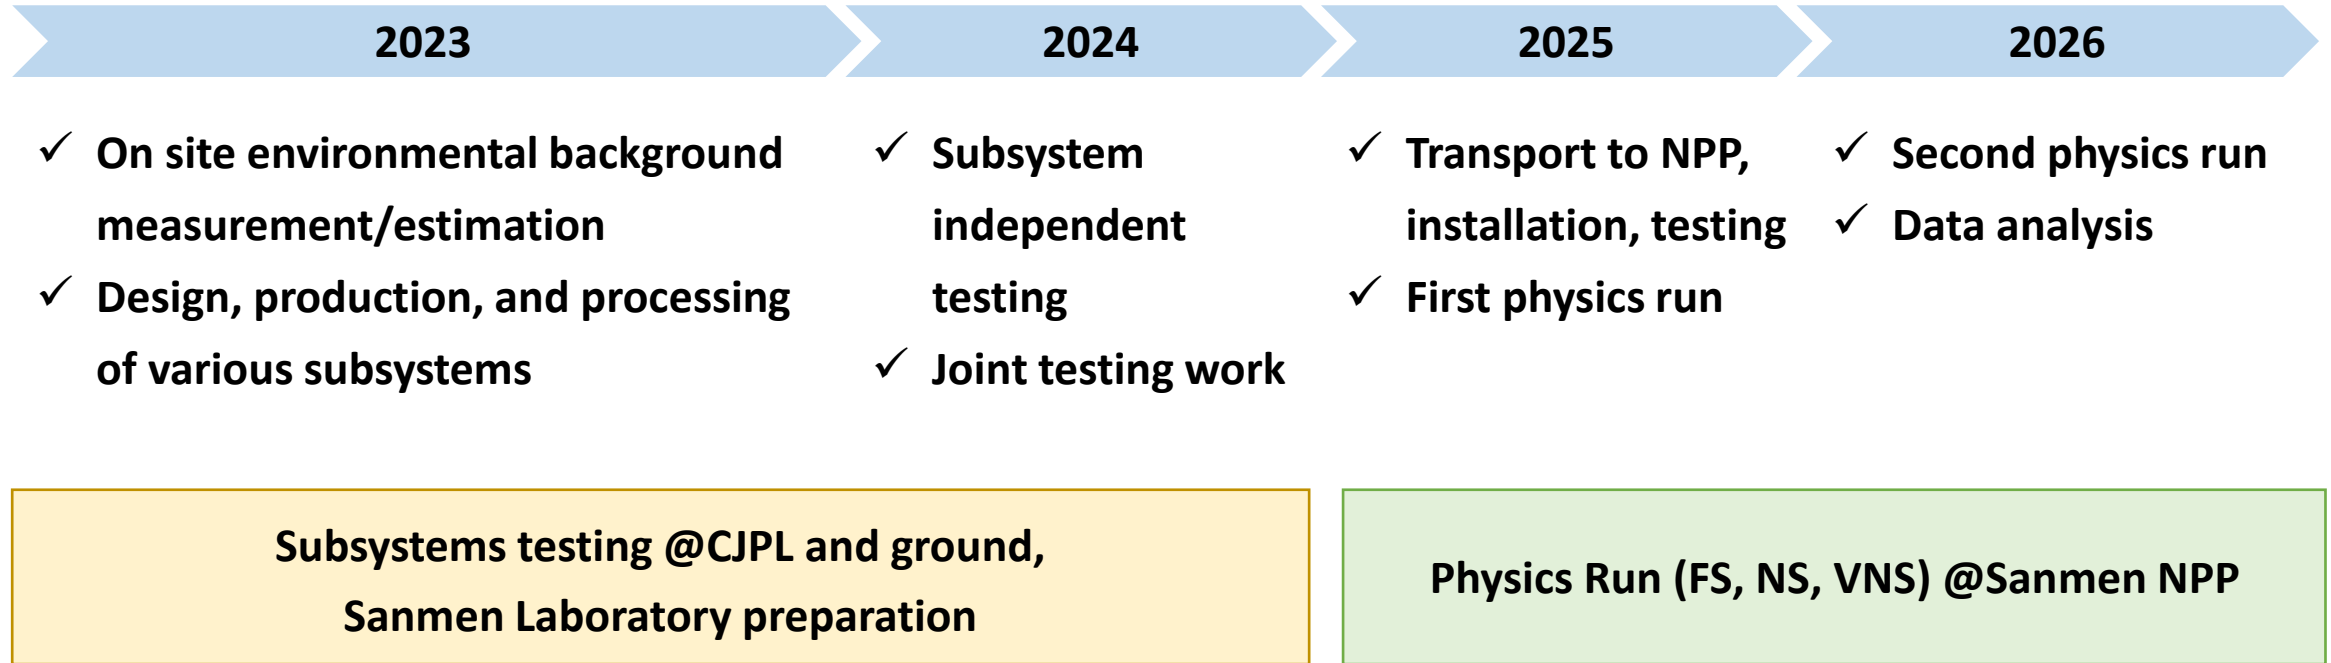 2023
2024
2025
2026
✓ On site environmental background
measurement/estimation
✓ Design, production, and processing
of various subsystems
✓ Subsystem
independent
testing
✓ Joint testing work
✓ Transport to NPP,
installation, testing
✓ First physics run
✓ Second physics run
✓ Data analysis
Subsystems testing @CJPL and ground,
Sanmen Laboratory preparation
Physics Run (FS, NS, VNS) @Sanmen NPP